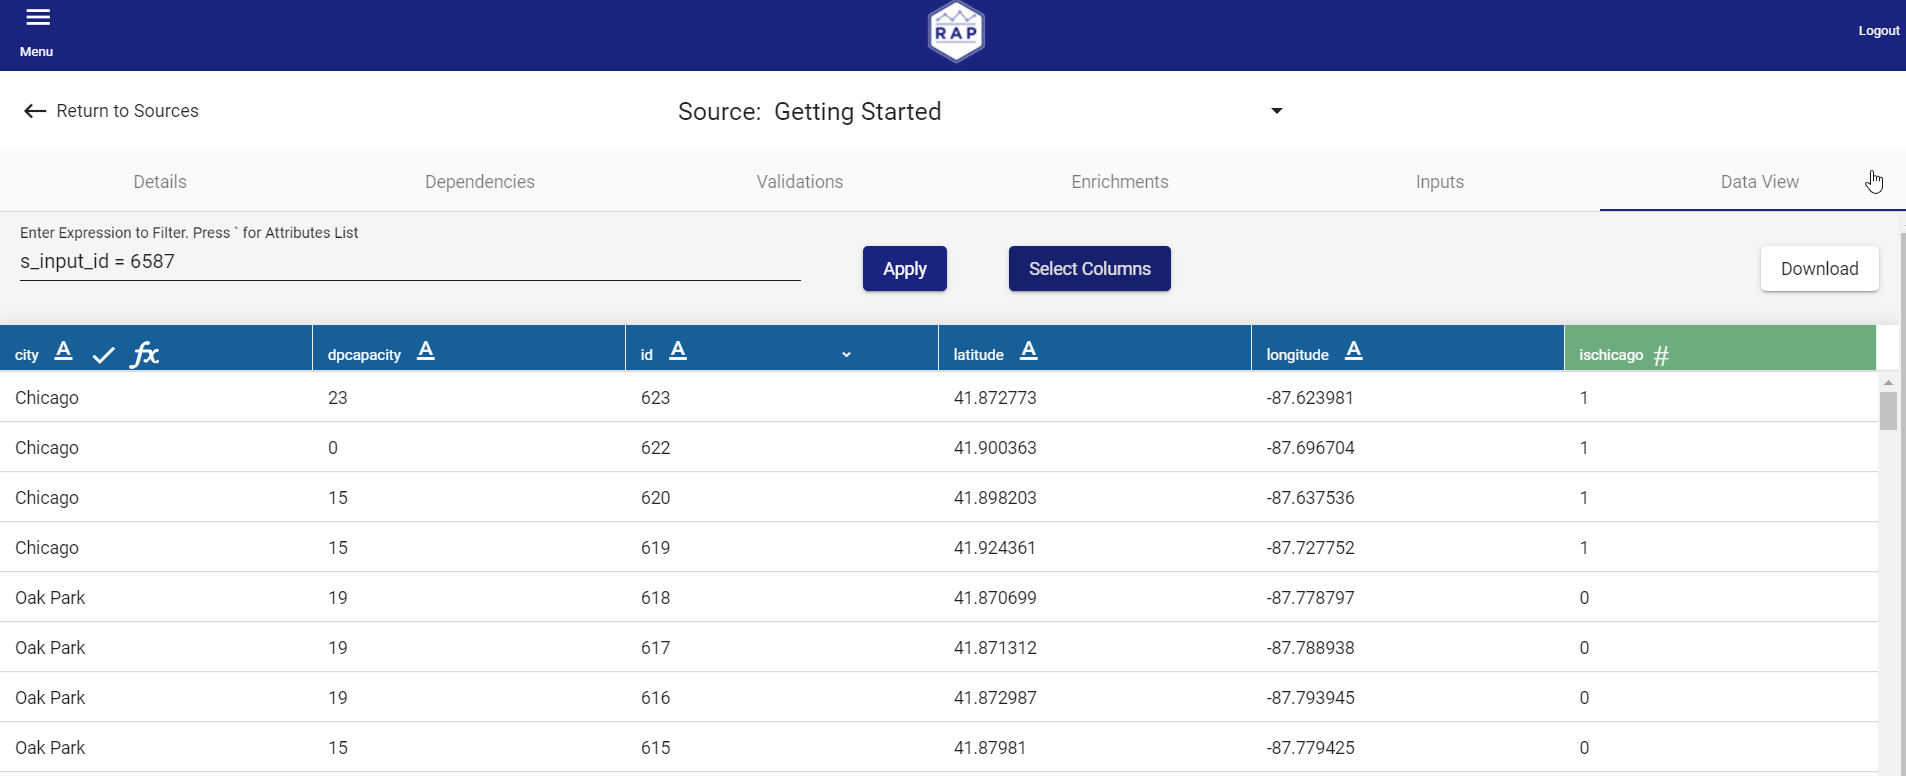 Menu
RAP
Logout
Return to Sources
Source: Getting Started
Details Dependencies Validations Enrichments Inputs Data View
Enter Expression to Filter. Press ` for Attributes List
s_input_id = 6587
Apply Select Columns Download
city A fx dpcapacity A id A latitude A longitude A ischicago #
Chicago 23 623 41.872773 -87.623981 1
Chicago 0 622 41.900363 -87.696704 1
Chicago 15 620 41.898203 -87.637536 1
Chicago 15 619 41.924361 -87.727752 1
Oak Park 19 618 41.870699 -87.778797 0
Oak Park 19 617 41.871312 -87.788938 0
Oak Park 19 616 41.872987 -87.793945 0
Oak Park 15 615 41.87981 -87.779425 0